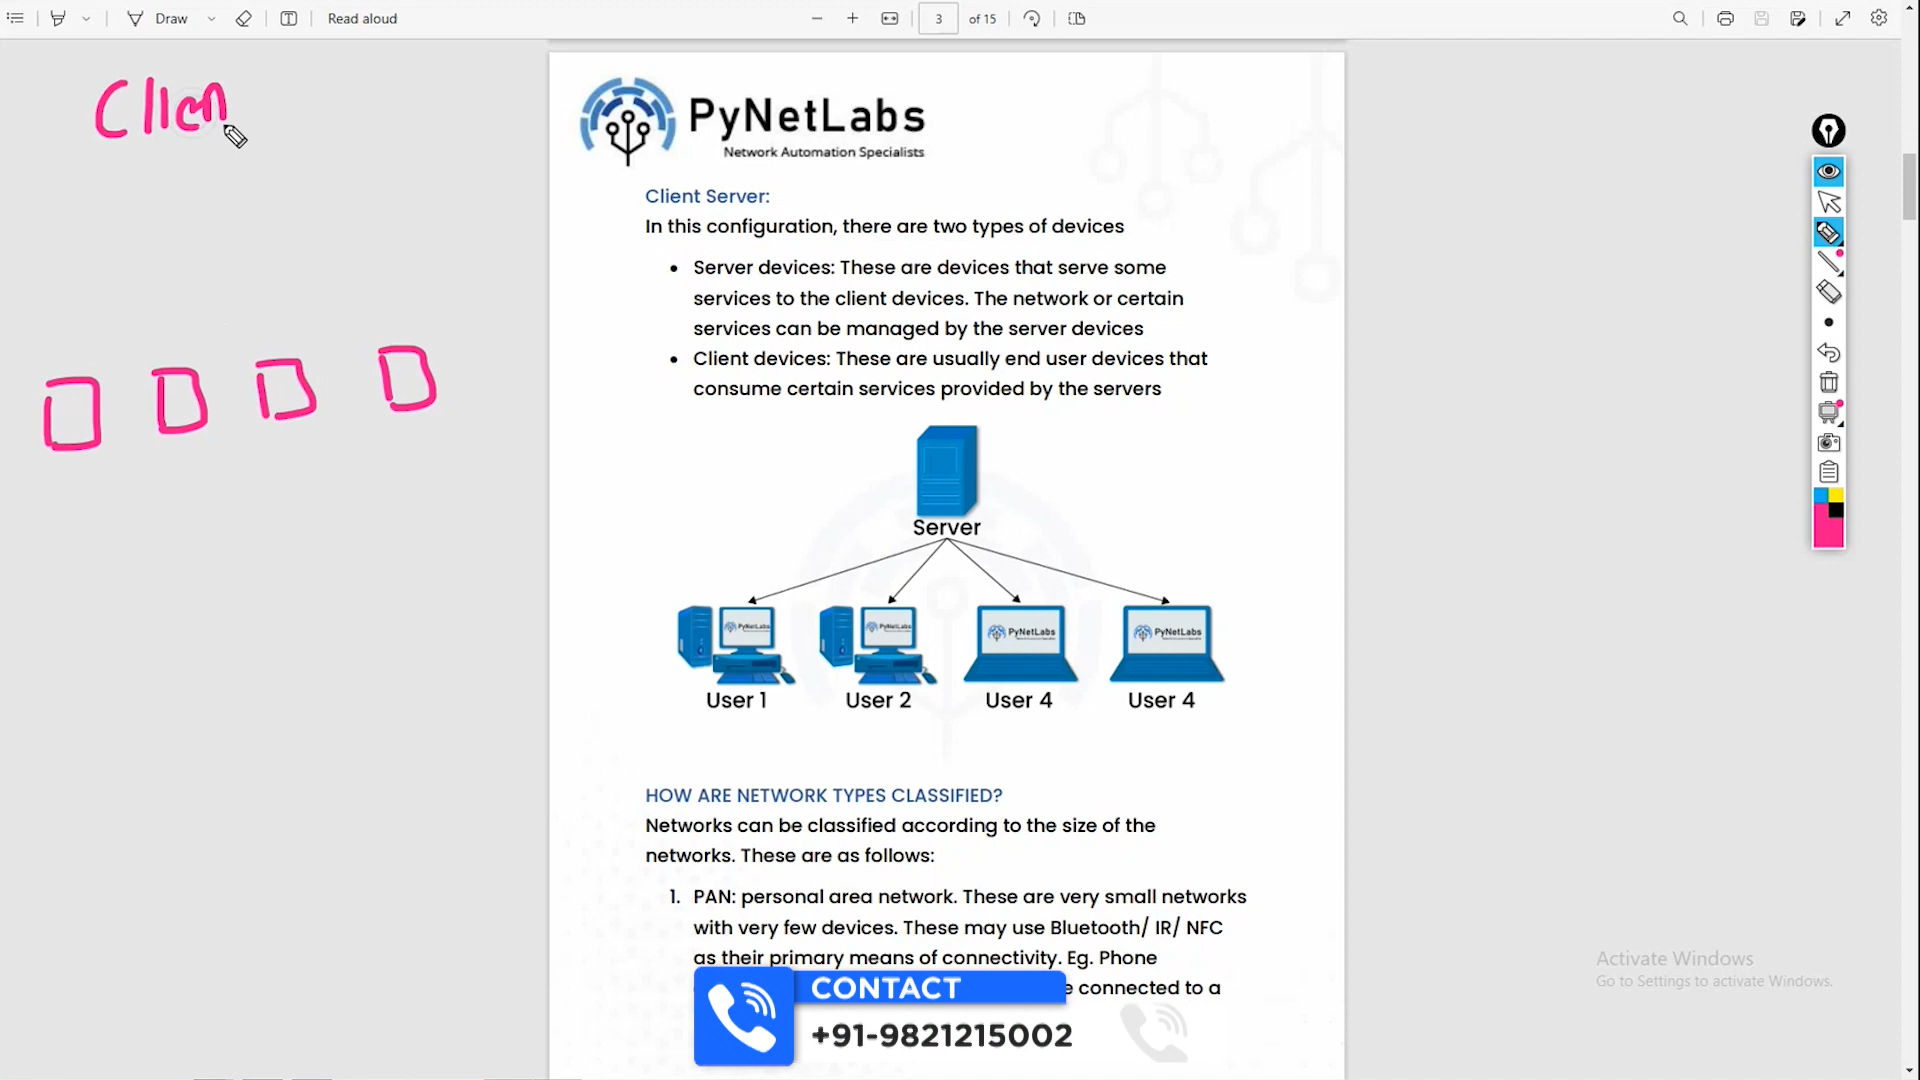 Draw
Read aloud
3 of 15
Clien
PyNetLabs
Network Automation Specialists
Client Server:
In this configuration, there are two types of devices
• Server devices: These are devices that serve some
services to the client devices. The network or certain
services can be managed by the server devices
• Client devices: These are usually end user devices that
consume certain services provided by the servers
Server
PyNetLabs
PyNetLabs
PyNetLabs
PyNetLabs
User 1
User 2
User 4
User 4
HOW ARE NETWORK TYPES CLASSIFIED?
Networks can be classified according to the size of the
networks. These are as follows:
1. PAN: personal area network. These are very small networks
with very few devices. These may use Bluetooth/ IR/ NFC
as their primary means of connectivity. Eg. Phone
connected to a
CONTACT
+91-9821215002
Activate Windows
Go to Settings to activate Windows.